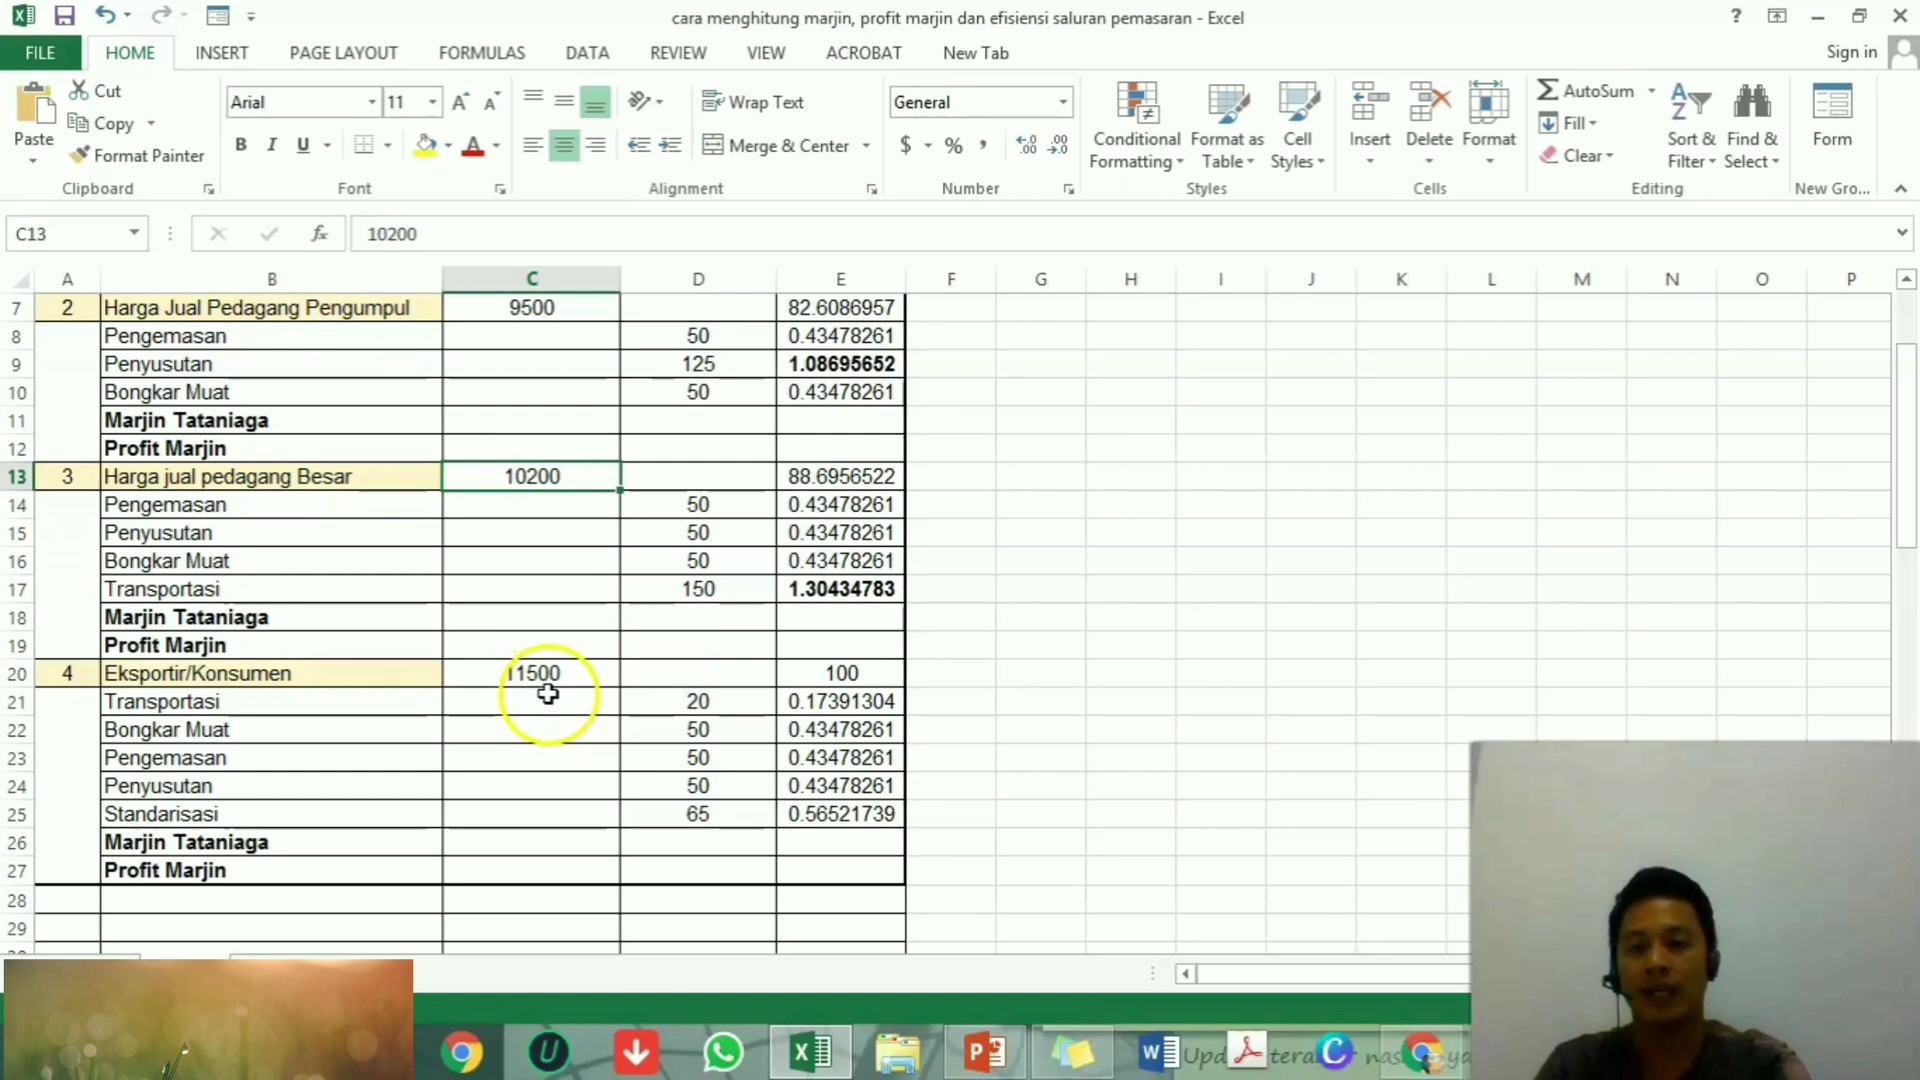 cara menghitung marjin, profit marjin dan efisiensi saluran pemasaran - Excel
FILE HOME INSERT PAGE LAYOUT FORMULAS DATA REVIEW VIEW ACROBAT New Tab Sign in
Cut
Copy
Format Painter
Paste
Clipboard
Arial 11
B I U
Font
Wrap Text
Merge & Center
Alignment
General
$ % ,
Number
Conditional Formatting
Format as Table
Cell Styles
Styles
Insert Delete Format
Cells
AutoSum
Fill
Clear
Sort & Filter
Find & Select
Editing
Form
New Gro...
C13 fx 10200
A B C D E F G H I J K L M N O P
7 2 Harga Jual Pedagang Pengumpul 9500 82.6086957
8 Pengemasan 50 0.43478261
9 Penyusutan 125 1.08695652
10 Bongkar Muat 50 0.43478261
11 Marjin Tataniaga
12 Profit Marjin
13 3 Harga jual pedagang Besar 10200 88.6956522
14 Pengemasan 50 0.43478261
15 Penyusutan 50 0.43478261
16 Bongkar Muat 50 0.43478261
17 Transportasi 150 1.30434783
18 Marjin Tataniaga
19 Profit Marjin
20 4 Eksportir/Konsumen 11500 100
21 Transportasi 20 0.17391304
22 Bongkar Muat 50 0.43478261
23 Pengemasan 50 0.43478261
24 Penyusutan 50 0.43478261
25 Standarisasi 65 0.56521739
26 Marjin Tataniaga
27 Profit Marjin
28
29